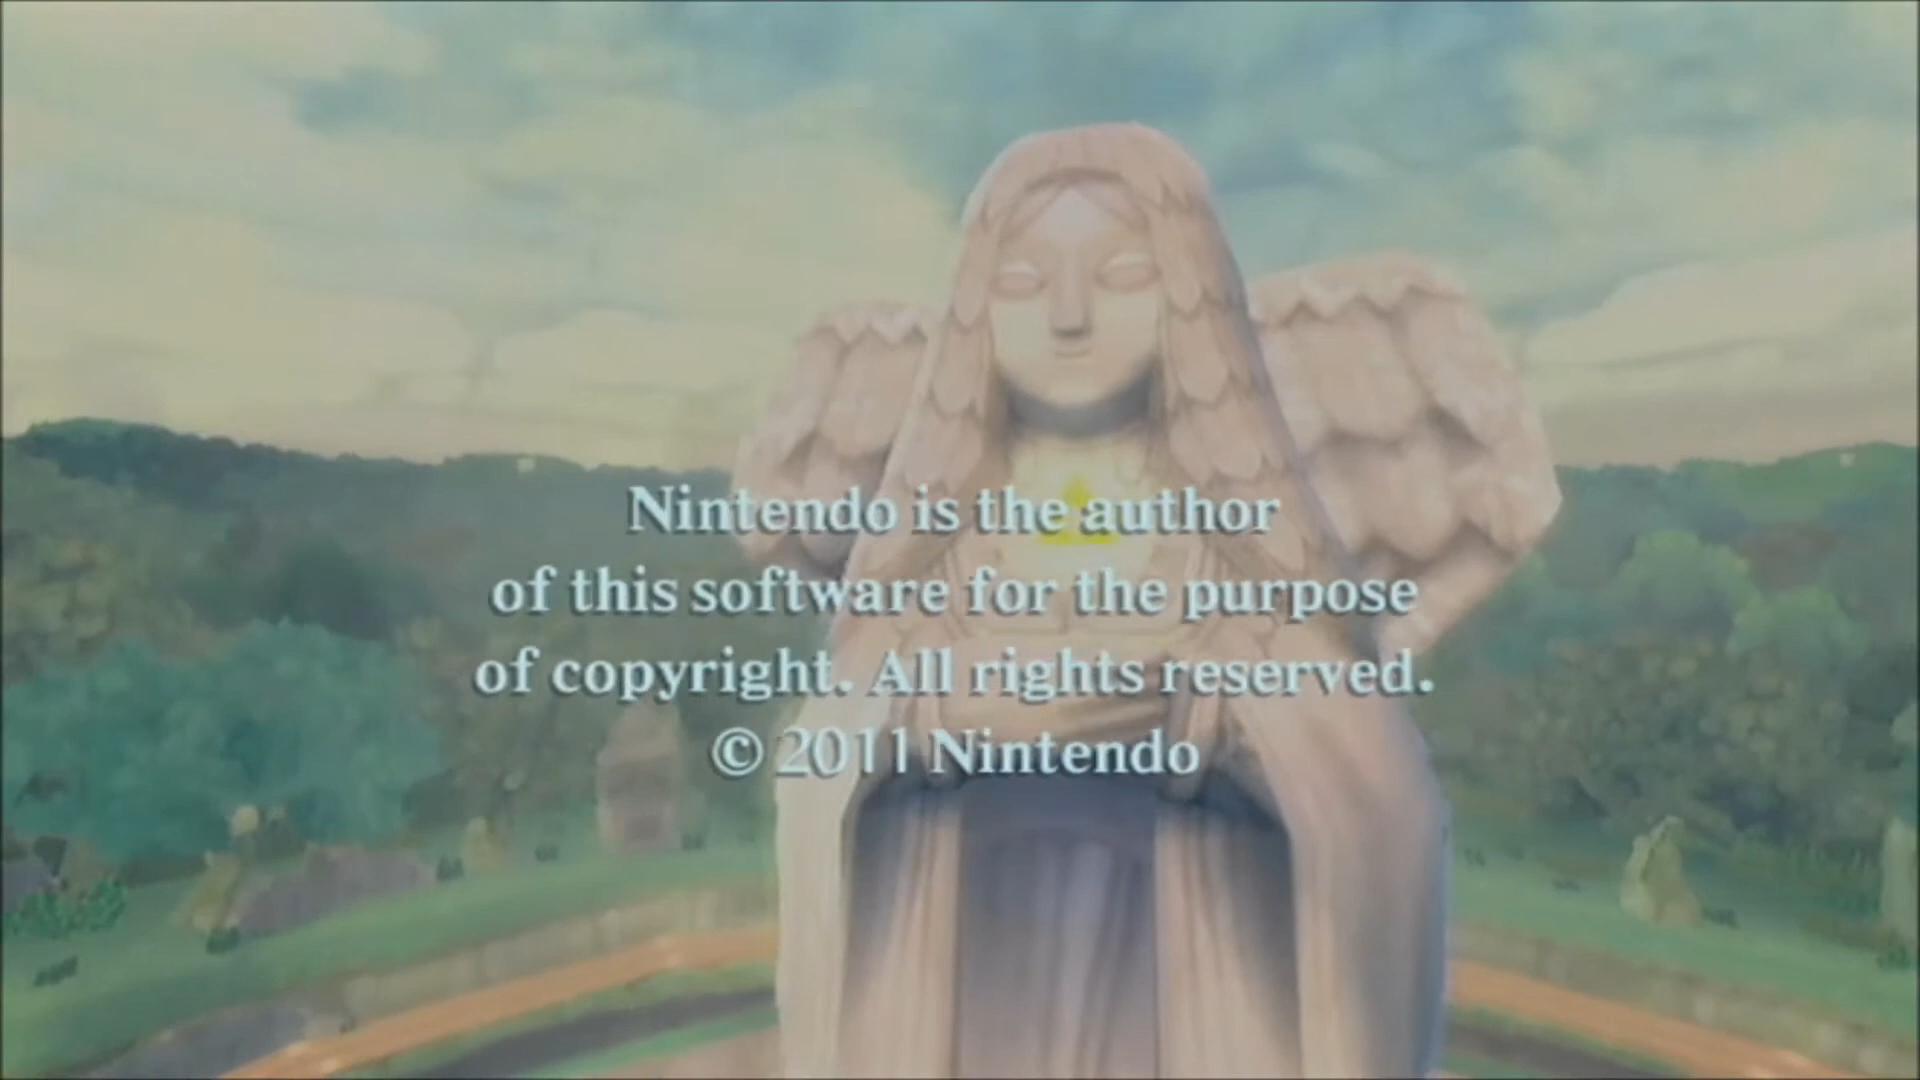 Nintendo is the author
of this software for the purpose
of copyright. All rights reserved.
© 2011 Nintendo